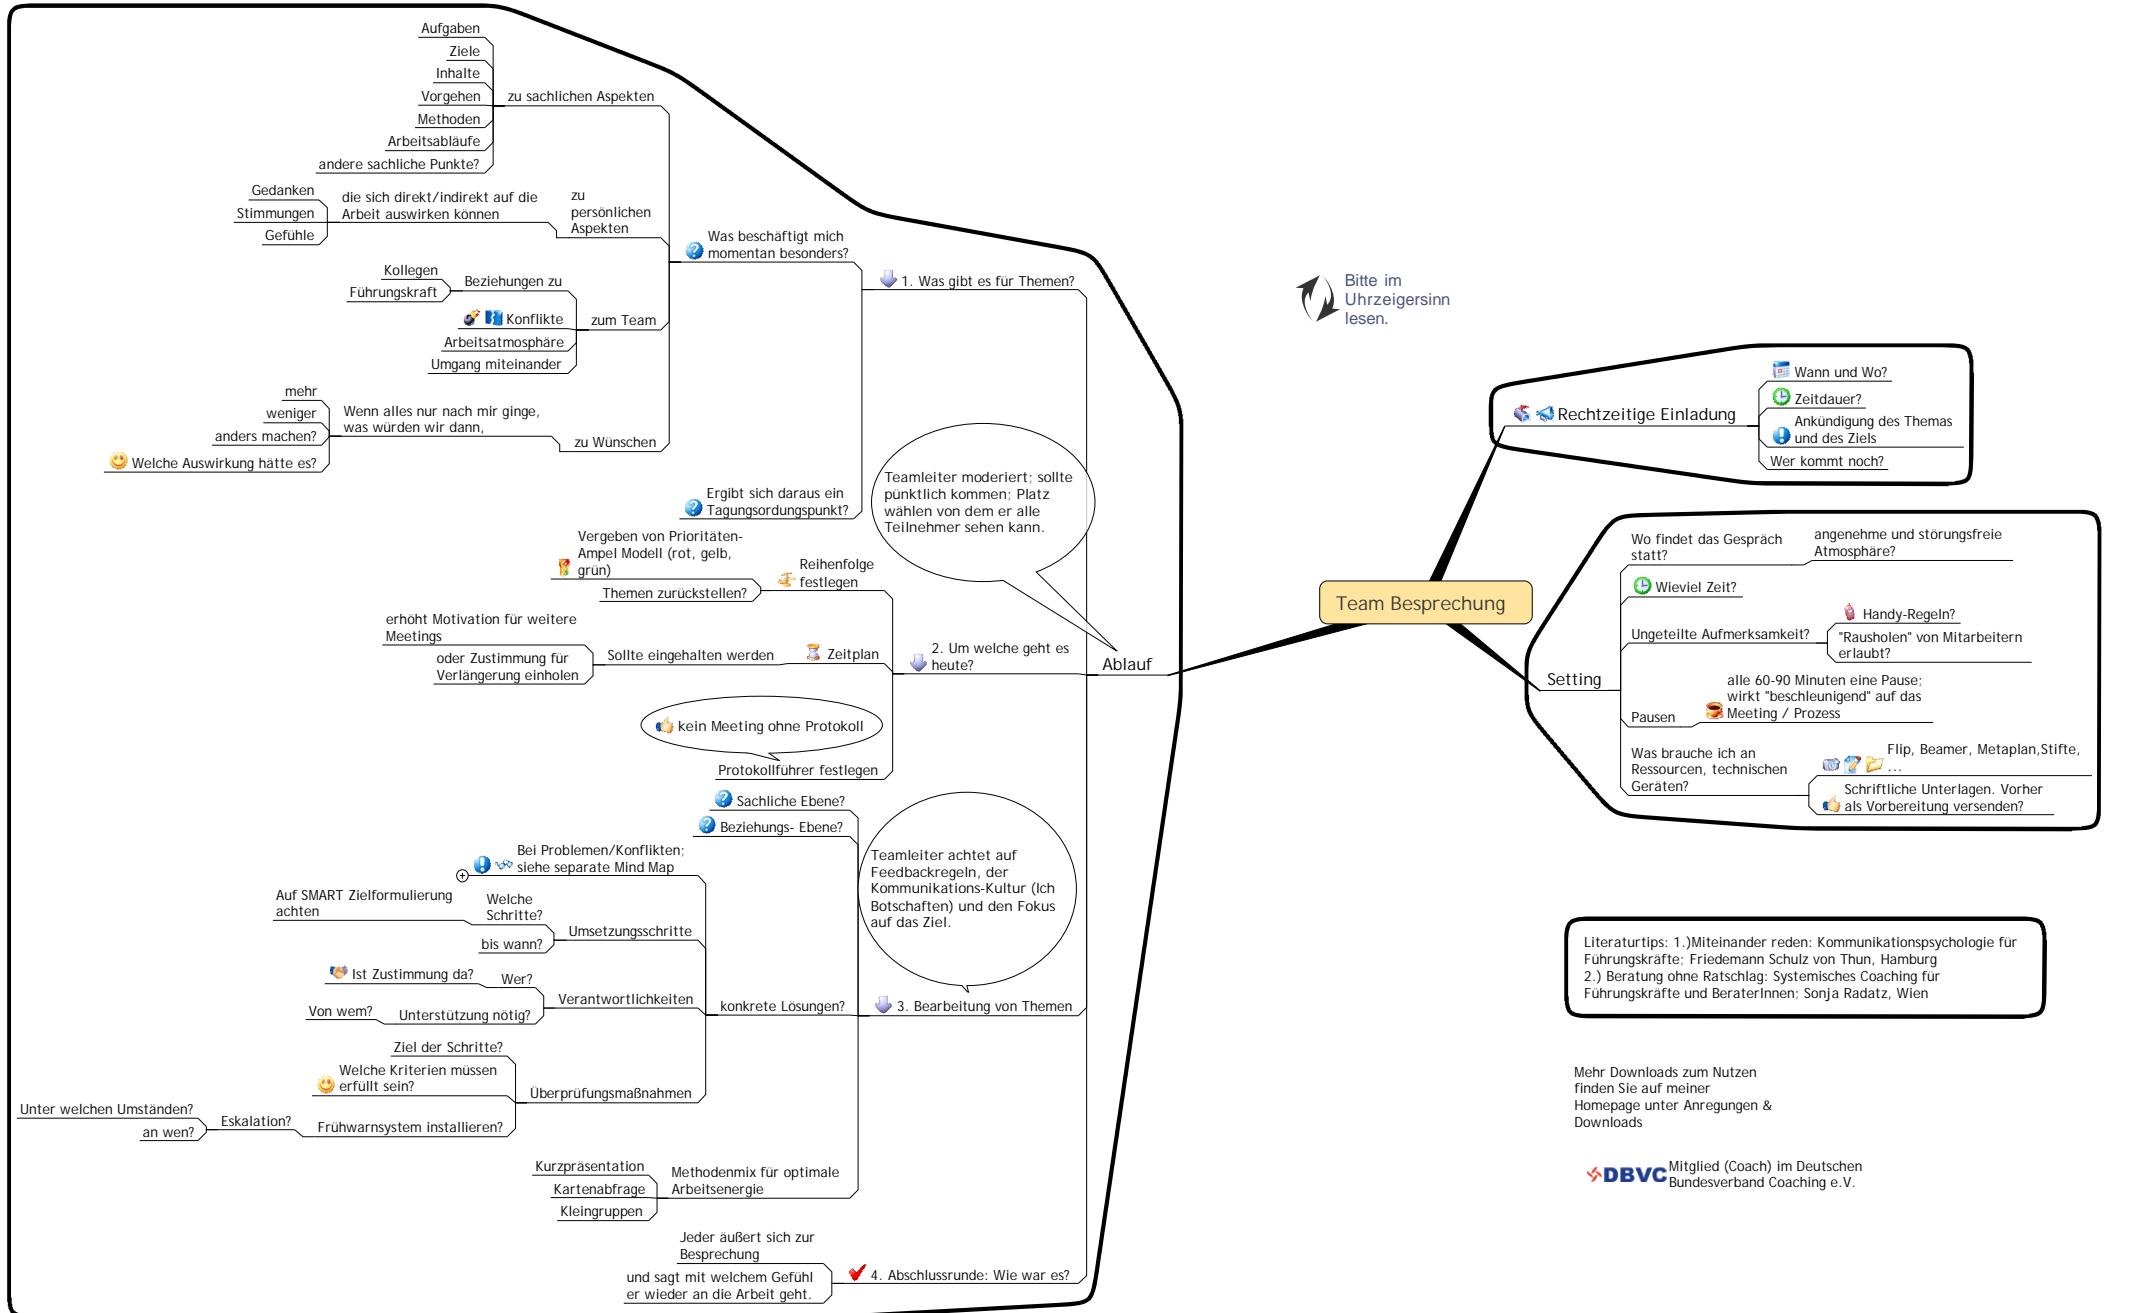 Bitte im
Uhrzeigersinn
lesen.
Team Besprechung
Rechtzeitige Einladung
Wann und Wo?
Zeitdauer?
Ankündigung des Themas
und des Ziels
Wer kommt noch?
Setting
Wo findet das Gespräch
statt?
angenehme und störungsfreie
Atmosphäre?
Wieviel Zeit?
Ungeteilte Aufmerksamkeit?
Handy-Regeln?
"Rausholen" von Mitarbeitern
erlaubt?
Pausen
alle 60-90 Minuten eine Pause;
wirkt "beschleunigend" auf das
Meeting / Prozess
Was brauche ich an
Ressourcen, technischen
Geräten?
Flip, Beamer, Metaplan,Stifte,
...
Schriftliche Unterlagen. Vorher
als Vorbereitung versenden?
Literaturtips: 1.)Miteinander reden: Kommunikationspsychologie für
Führungskräfte; Friedemann Schulz von Thun, Hamburg
2.) Beratung ohne Ratschlag: Systemisches Coaching für
Führungskräfte und BeraterInnen; Sonja Radatz, Wien
Mehr Downloads zum Nutzen
finden Sie auf meiner
Homepage unter Anregungen &
Downloads
DBVC
Mitglied (Coach) im Deutschen
Bundesverband Coaching e.V.
Ablauf
Teamleiter moderiert; sollte
pünktlich kommen; Platz
wählen von dem er alle
Teilnehmer sehen kann.
1. Was gibt es für Themen?
Was beschäftigt mich
momentan besonders?
zu sachlichen Aspekten
Aufgaben
Ziele
Inhalte
Vorgehen
Methoden
Arbeitsabläufe
andere sachliche Punkte?
zu
persönlichen
Aspekten
die sich direkt/indirekt auf die
Arbeit auswirken können
Gedanken
Stimmungen
Gefühle
zum Team
Beziehungen zu
Kollegen
Führungskraft
Konflikte
Arbeitsatmosphäre
Umgang miteinander
zu Wünschen
Wenn alles nur nach mir ginge,
was würden wir dann,
mehr
weniger
anders machen?
Welche Auswirkung hätte es?
Ergibt sich daraus ein
Tagungsordungspunkt?
2. Um welche geht es
heute?
Reihenfolge
festlegen
Vergeben von Prioritäten-
Ampel Modell (rot, gelb,
grün)
Themen zurückstellen?
Zeitplan
Sollte eingehalten werden
erhöht Motivation für weitere
Meetings
oder Zustimmung für
Verlängerung einholen
kein Meeting ohne Protokoll
Protokollführer festlegen
3. Bearbeitung von Themen
Teamleiter achtet auf
Feedbackregeln, der
Kommunikations-Kultur (Ich
Botschaften) und den Fokus
auf das Ziel.
Sachliche Ebene?
Beziehungs- Ebene?
konkrete Lösungen?
Bei Problemen/Konflikten;
siehe separate Mind Map
Umsetzungsschritte
Welche
Schritte?
Auf SMART Zielformulierung
achten
bis wann?
Verantwortlichkeiten
Wer?
Ist Zustimmung da?
Unterstützung nötig?
Von wem?
Überprüfungsmaßnahmen
Ziel der Schritte?
Welche Kriterien müssen
erfüllt sein?
Frühwarnsystem installieren?
Eskalation?
Unter welchen Umständen?
an wen?
Methodenmix für optimale
Arbeitsenergie
Kurzpräsentation
Kartenabfrage
Kleingruppen
4. Abschlussrunde: Wie war es?
Jeder äußert sich zur
Besprechung
und sagt mit welchem Gefühl
er wieder an die Arbeit geht.